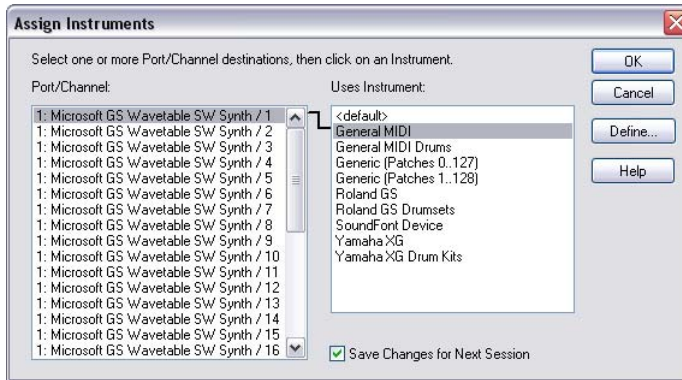 Assign Instruments
Select one or more Port/Channel destinations, then click on an Instrument.
Port/Channel:
1: Microsoft GS Wavetable SW Synth / 1
1: Microsoft GS Wavetable SW Synth / 2
1: Microsoft GS Wavetable SW Synth / 3
1: Microsoft GS Wavetable SW Synth / 4
1: Microsoft GS Wavetable SW Synth / 5
1: Microsoft GS Wavetable SW Synth / 6
1: Microsoft GS Wavetable SW Synth / 7
1: Microsoft GS Wavetable SW Synth / 8
1: Microsoft GS Wavetable SW Synth / 9
1: Microsoft GS Wavetable SW Synth / 10
1: Microsoft GS Wavetable SW Synth / 11
1: Microsoft GS Wavetable SW Synth / 12
1: Microsoft GS Wavetable SW Synth / 13
1: Microsoft GS Wavetable SW Synth / 14
1: Microsoft GS Wavetable SW Synth / 15
1: Microsoft GS Wavetable SW Synth / 16
Uses Instrument:
<default>
General MIDI
General MIDI Drums
Generic (Patches 0..127)
Generic (Patches 1..128)
Roland GS
Roland GS Drumsets
SoundFont Device
Yamaha XG
Yamaha XG Drum Kits
Save Changes for Next Session
OK
Cancel
Define...
Help